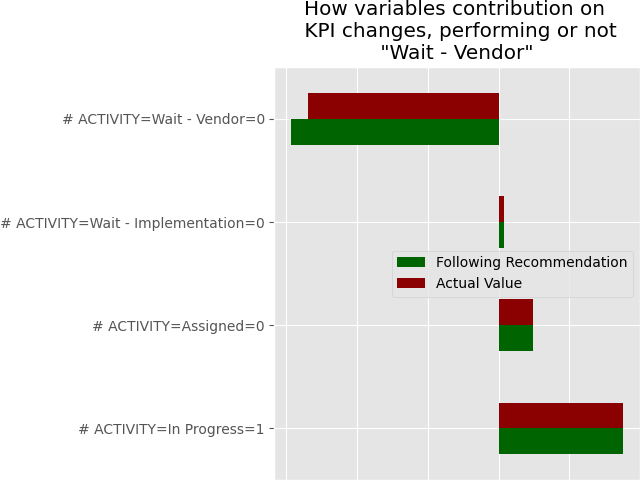 How variables contribution on
KPI changes, performing or not
"Wait - Vendor"
# ACTIVITY=Wait - Vendor=0
# ACTIVITY=Wait - Implementation=0
Following Recommendation
Actual Value
# ACTIVITY=Assigned=0
# ACTIVITY=In Progress=1